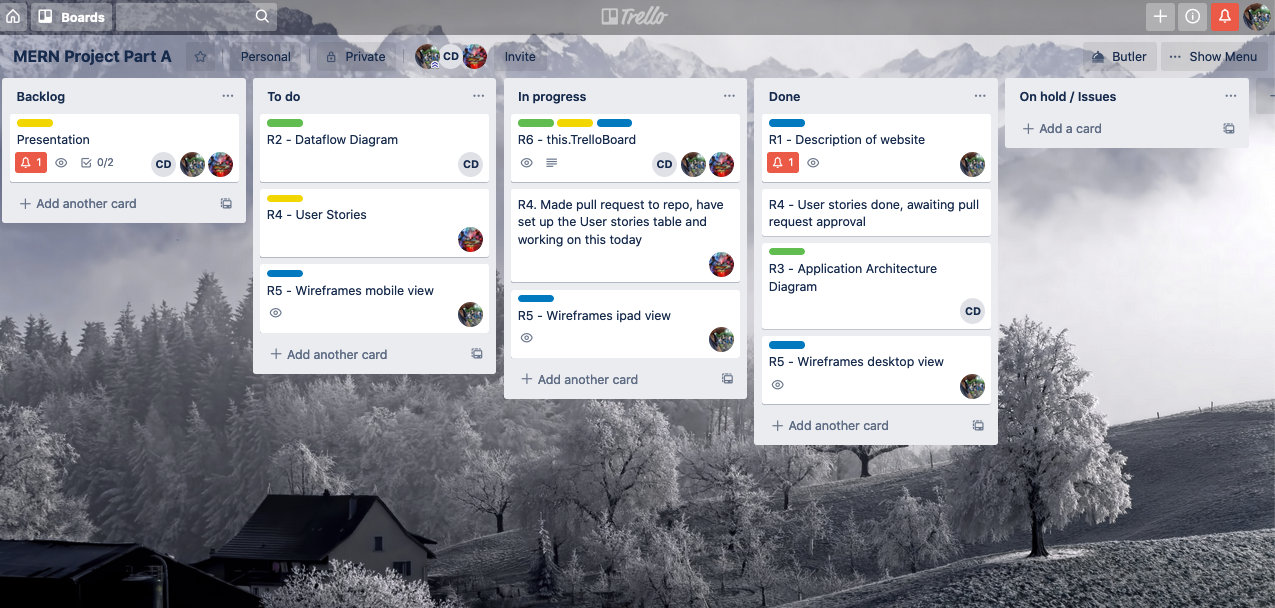 Boards
Trello
MERN Project Part A
Personal
Private
CD
Invite
Butler
Show Menu
Backlog
Presentation
1
0/2
CD
Add another card
To do
R2 - Dataflow Diagram
CD
R4 - User Stories
R5 - Wireframes mobile view
Add another card
In progress
R6 - this.TrelloBoard
CD
R4. Made pull request to repo, have
set up the User stories table and
working on this today
R5 - Wireframes ipad view
Add another card
Done
R1 - Description of website
1
R4 - User stories done, awaiting pull
request approval
R3 - Application Architecture
Diagram
CD
R5 - Wireframes desktop view
Add another card
On hold / Issues
Add a card